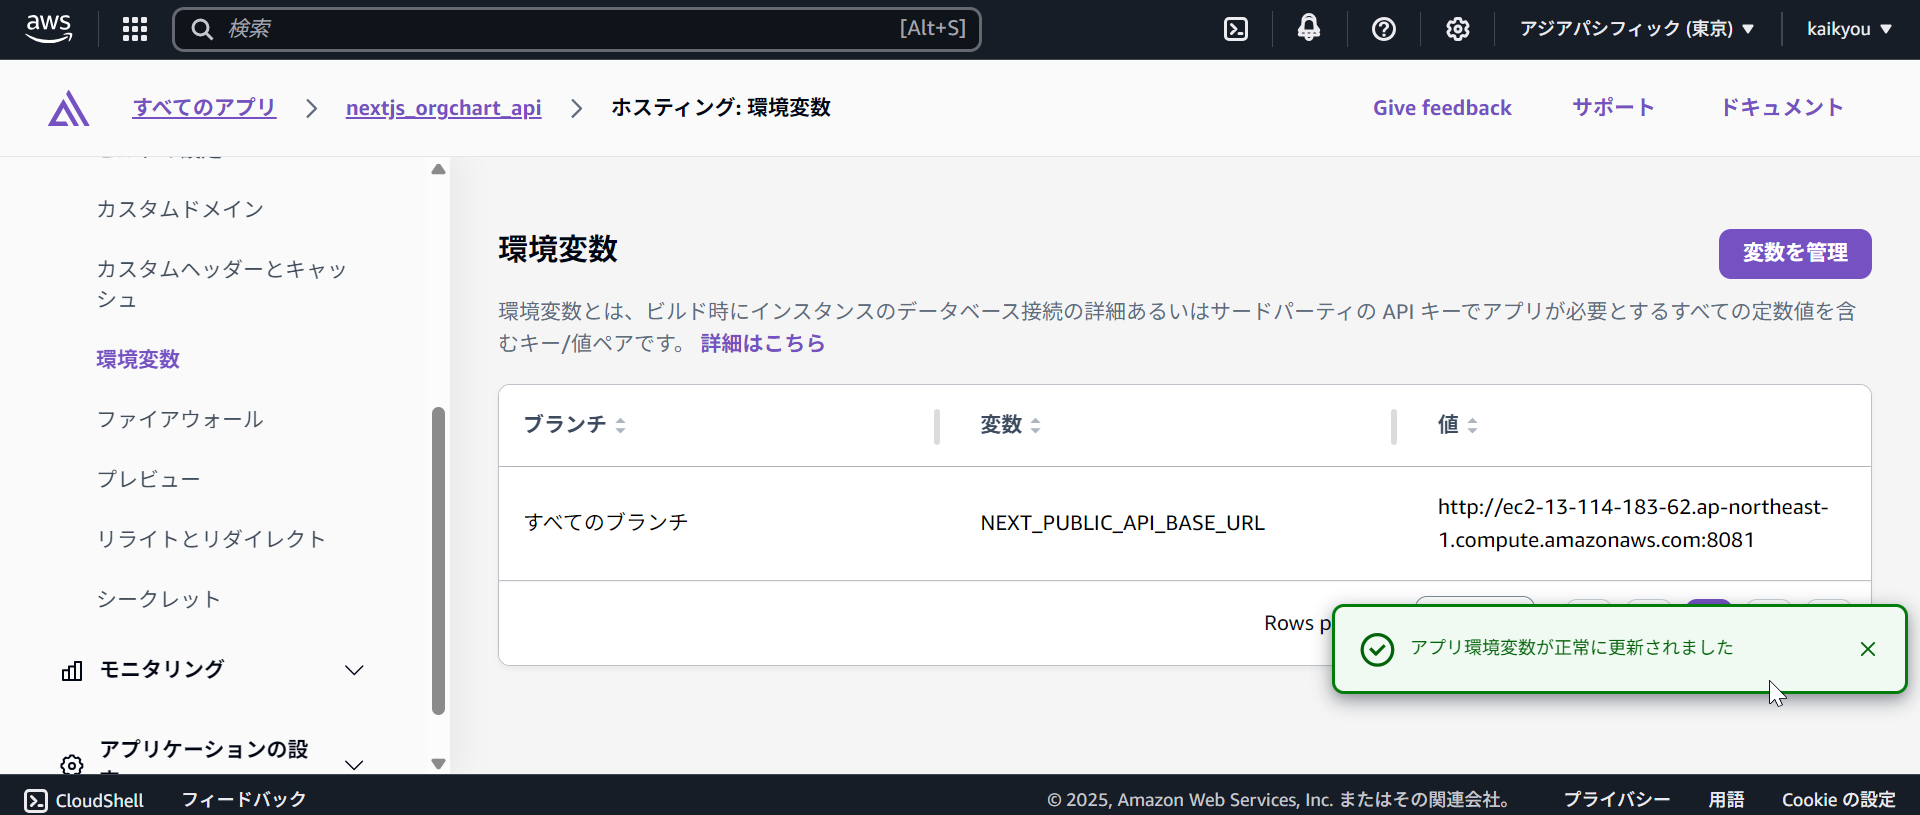 aws
検索
[Alt+S]
アジアパシフィック (東京) ▼
kaikyou ▼
すべてのアプリ
nextjs_orgchart_api
ホスティング: 環境変数
Give feedback
サポート
ドキュメント
カスタムドメイン
カスタムヘッダーとキャッ
シュ
環境変数
ファイアウォール
プレビュー
リライトとリダイレクト
シークレット
モニタリング
アプリケーションの設
環境変数
変数を管理
環境変数とは、ビルド時にインスタンスのデータベース接続の詳細あるいはサードパーティの API キーでアプリが必要とするすべての定数値を含
むキー/値ペアです。 詳細はこちら
ブランチ
変数
値
すべてのブランチ
NEXT_PUBLIC_API_BASE_URL
http://ec2-13-114-183-62.ap-northeast-
1.compute.amazonaws.com:8081
Rows
アプリ環境変数が正常に更新されました
CloudShell
フィードバック
© 2025, Amazon Web Services, Inc. またはその関連会社。
プライバシー
用語
Cookie の設定